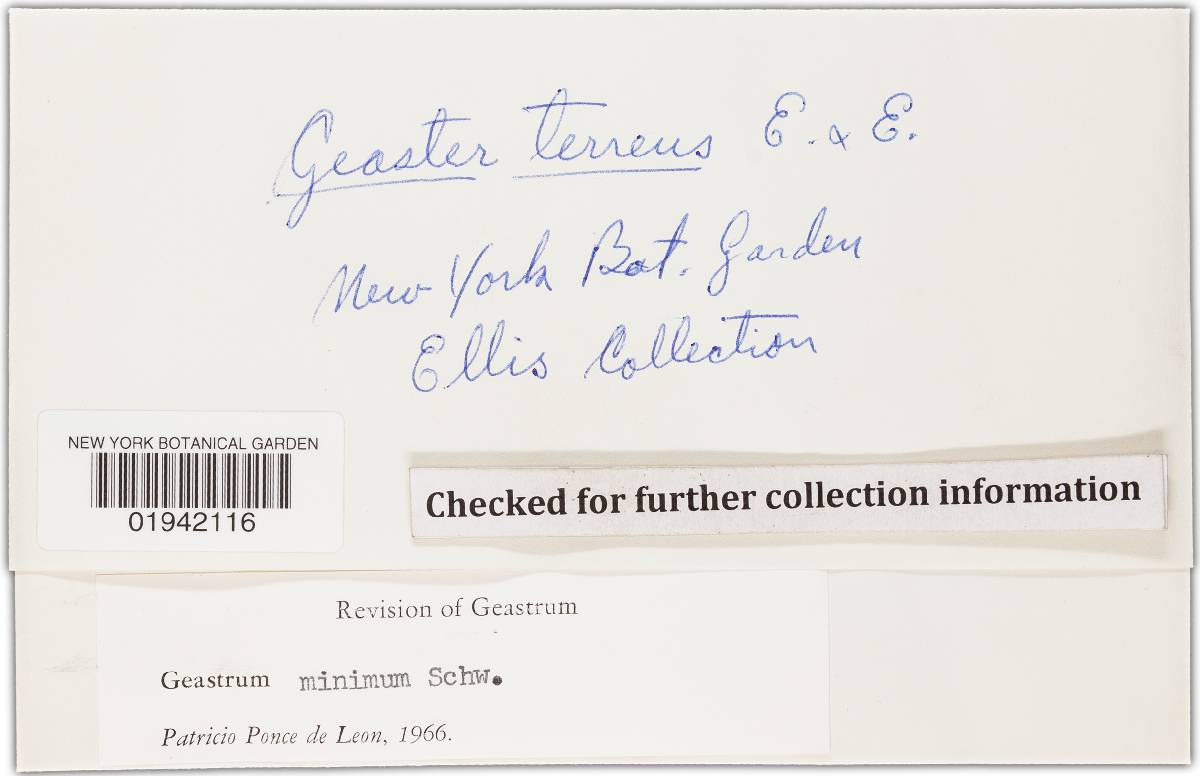 Geaster terreus E. & E.
New York Bot. Garden
Ellis Collection
NEW YORK BOTANICAL GARDEN
01942116
Checked for further collection information
Revision of Geastrum
Geastrum minimum Schw.
Patricio Ponce de Leon, 1966.